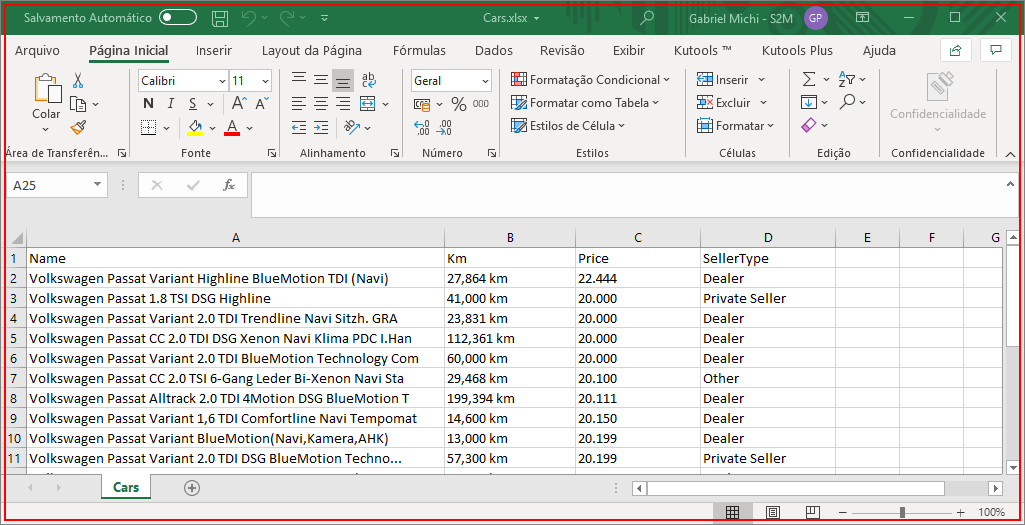 Salvamento Automático Cars.xlsx Gabriel Michi - S2M GP
Arquivo Página Inicial Inserir Layout da Página Fórmulas Dados Revisão Exibir Kutools ™ Kutools Plus Ajuda
Colar
Calibri 11
N I S A A
ab c
Geral
% 000
Formatação Condicional
Formatar como Tabela
Estilos de Célula
Inserir
Excluir
Formatar
Confidencialidade
Área de Transferên... Fonte Alinhamento Número Estilos Células Edição Confidencialidade
A25 fx
A B C D E F G
1 Name Km Price SellerType
2 Volkswagen Passat Variant Highline BlueMotion TDI (Navi) 27,864 km 22.444 Dealer
3 Volkswagen Passat 1.8 TSI DSG Highline 41,000 km 20.000 Private Seller
4 Volkswagen Passat Variant 2.0 TDI Trendline Navi Sitzh. GRA 23,831 km 20.000 Dealer
5 Volkswagen Passat CC 2.0 TDI DSG Xenon Navi Klima PDC I.Han 112,361 km 20.000 Dealer
6 Volkswagen Passat Variant 2.0 TDI BlueMotion Technology Com 60,000 km 20.000 Dealer
7 Volkswagen Passat CC 2.0 TSI 6-Gang Leder Bi-Xenon Navi Sta 29,468 km 20.100 Other
8 Volkswagen Passat Alltrack 2.0 TDI 4Motion DSG BlueMotion T 199,394 km 20.111 Dealer
9 Volkswagen Passat Variant 1,6 TDI Comfortline Navi Tempomat 14,600 km 20.150 Dealer
10 Volkswagen Passat Variant BlueMotion(Navi,Kamera,AHK) 13,000 km 20.199 Dealer
11 Volkswagen Passat Variant 2.0 TDI DSG BlueMotion Techno... 57,300 km 20.199 Private Seller
Cars
100%